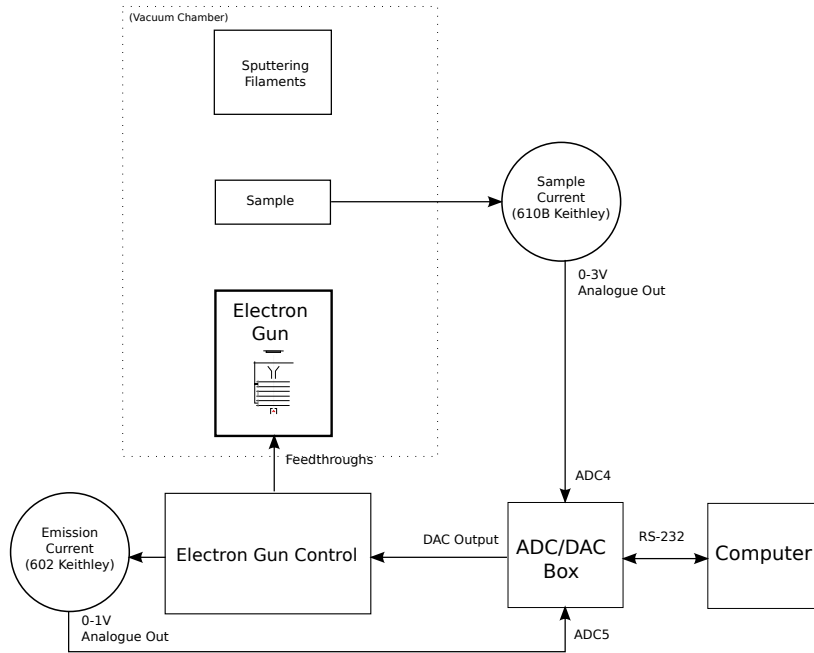 (Vacuum Chamber)
Sputtering
Filaments
Sample
Sample
Current
(610B Keithley)
0-3V
Analogue Out
Electron
Gun
Feedthroughs
ADC4
Emission
Current
(602 Keithley)
Electron Gun Control
DAC Output
ADC/DAC
Box
RS-232
Computer
0-1V
Analogue Out
ADC5